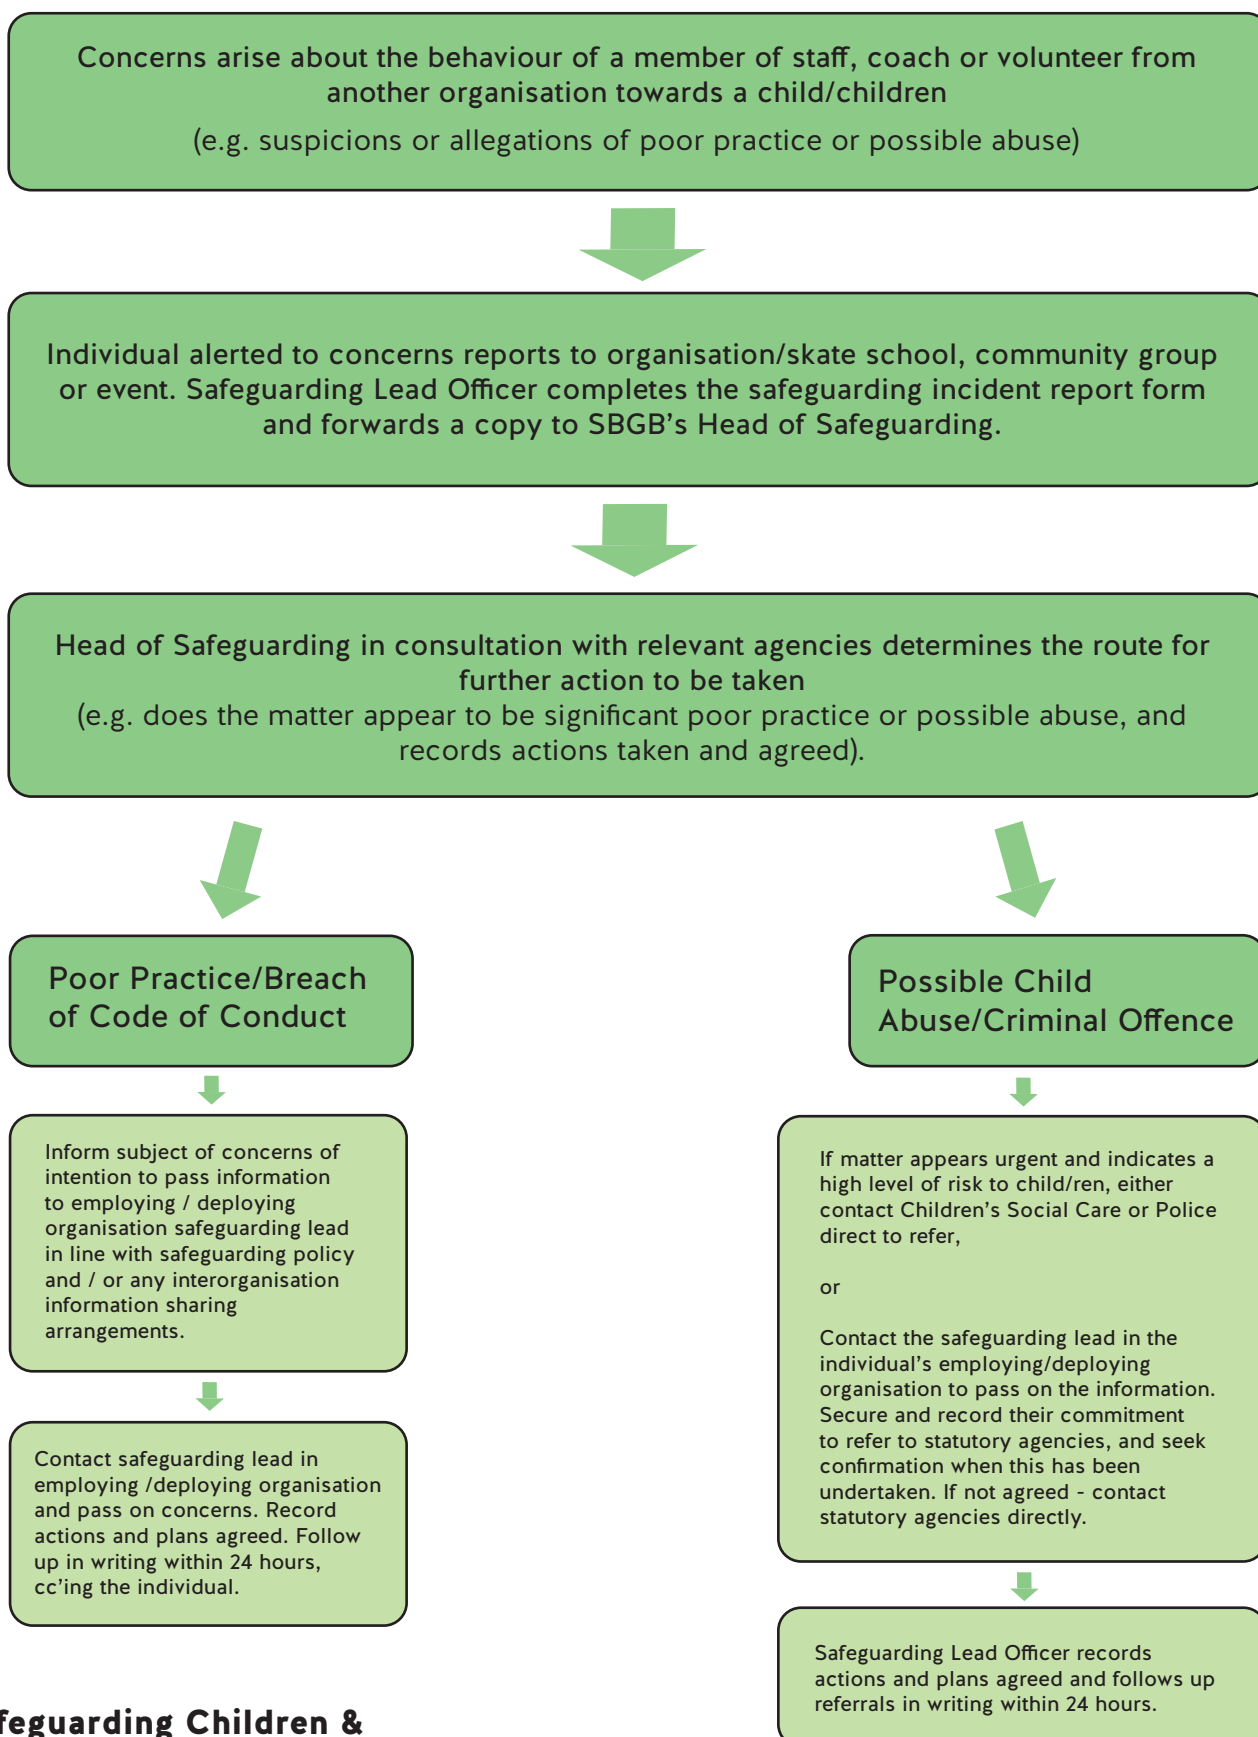 Concerns arise about the behaviour of a member of staff, coach or volunteer from
another organisation towards a child/children
(e.g. suspicions or allegations of poor practice or possible abuse)
Individual alerted to concerns reports to organisation/skate school, community group
or event. Safeguarding Lead Officer completes the safeguarding incident report form
and forwards a copy to SBGB's Head of Safeguarding.
Head of Safeguarding in consultation with relevant agencies determines the route for
further action to be taken
(e.g. does the matter appear to be significant poor practice or possible abuse, and
records actions taken and agreed).
Poor Practice/Breach
of Code of Conduct
Inform subject of concerns of
intention to pass information
to employing / deploying
organisation safeguarding lead
in line with safeguarding policy
and / or any interorganisation
information sharing
arrangements.
Contact safeguarding lead in
employing /deploying organisation
and pass on concerns. Record
actions and plans agreed. Follow
up in writing within 24 hours,
cc'ing the individual.
Possible Child
Abuse/Criminal Offence
If matter appears urgent and indicates a
high level of risk to child/ren, either
contact Children's Social Care or Police
direct to refer,
or
Contact the safeguarding lead in the
individual's employing/deploying
organisation to pass on the information.
Secure and record their commitment
to refer to statutory agencies, and seek
confirmation when this has been
undertaken. If not agreed - contact
statutory agencies directly.
Safeguarding Lead Officer records
actions and plans agreed and follows up
referrals in writing within 24 hours.
feguarding Children &